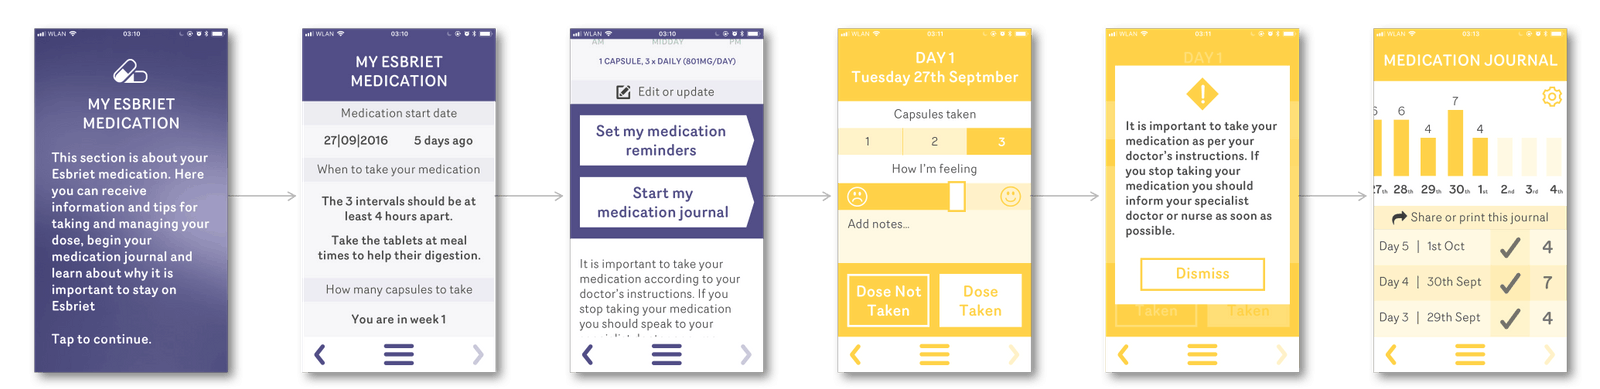 WLAN 03:10
MY ESBRIET
MEDICATION
This section is about your
Esbriet medication. Here
you can receive
information and tips for
taking and managing your
dose, begin your
medication journal and
learn about why it is
important to stay on
Esbriet
Tap to continue.
WLAN 03:10
MY ESBRIET
MEDICATION
Medication start date
27|09|2016 5 days ago
When to take your medication
The 3 intervals should be at
least 4 hours apart.
Take the tablets at meal
times to help their digestion.
How many capsules to take
You are in week 1
WLAN 03:10
AM MIDDAY PM
1 CAPSULE, 3 x DAILY (801MG/DAY)
Edit or update
Set my medication
reminders
Start my
medication journal
It is important to take your
medication according to your
doctor's instructions. If you
stop taking your medication
you should speak to your
WLAN 03:11
DAY 1
Tuesday 27th Septmber
Capsules taken
1 2 3
How I'm feeling
Add notes...
Dose Not
Taken
Dose
Taken
WLAN 03:11
DAY 1
It is important to take your
medication as per your
doctor's instructions. If
you stop taking your
medication you should
inform your specialist
doctor or nurse as soon as
possible.
Dismiss
Taken Taken
WLAN 03:13
MEDICATION JOURNAL
6 6 4 7 4
27th 28th 29th 30th 1st 2nd 3rd 4th
Share or print this journal
Day 5 | 1st Oct 4
Day 4 | 30th Sept 7
Day 3 | 29th Sept 4